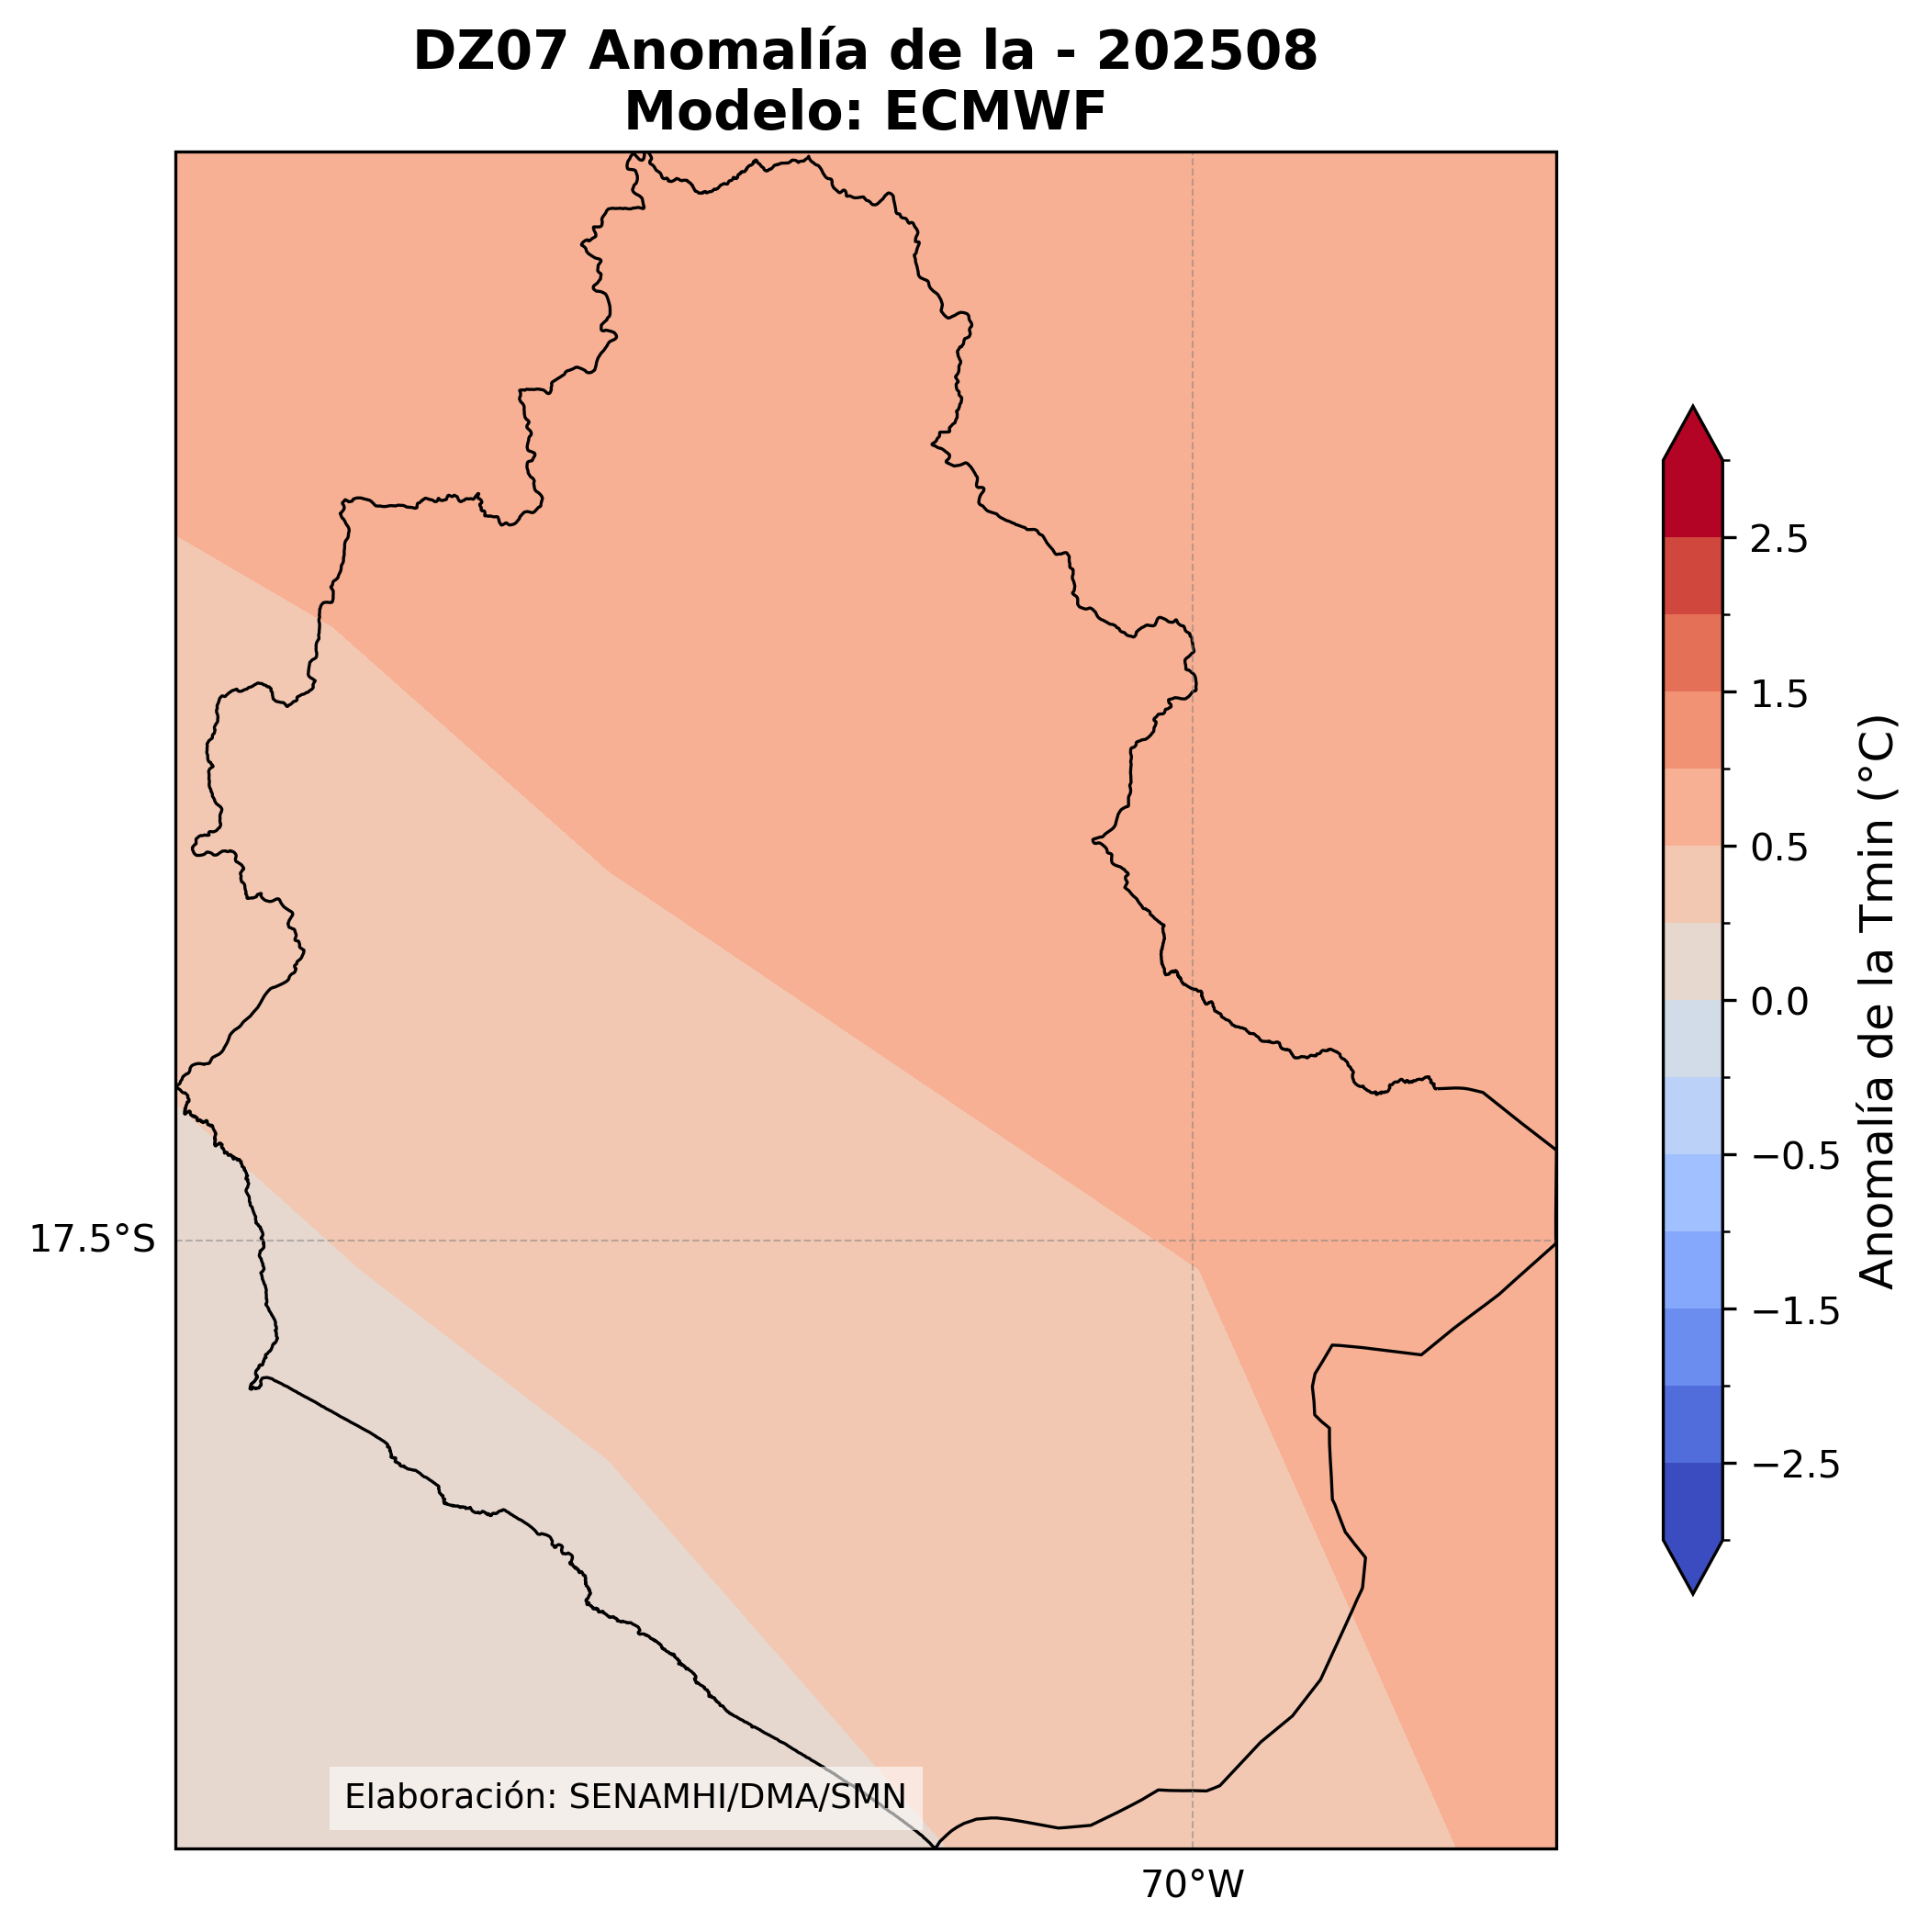 DZ07 Anomalía de la - 202508
Modelo: ECMWF
2.5
1.5
0.5
0.0
−0.5
−1.5
−2.5
Anomalía de la Tmin (°C)
17.5°S
Elaboración: SENAMHI/DMA/SMN
70°W